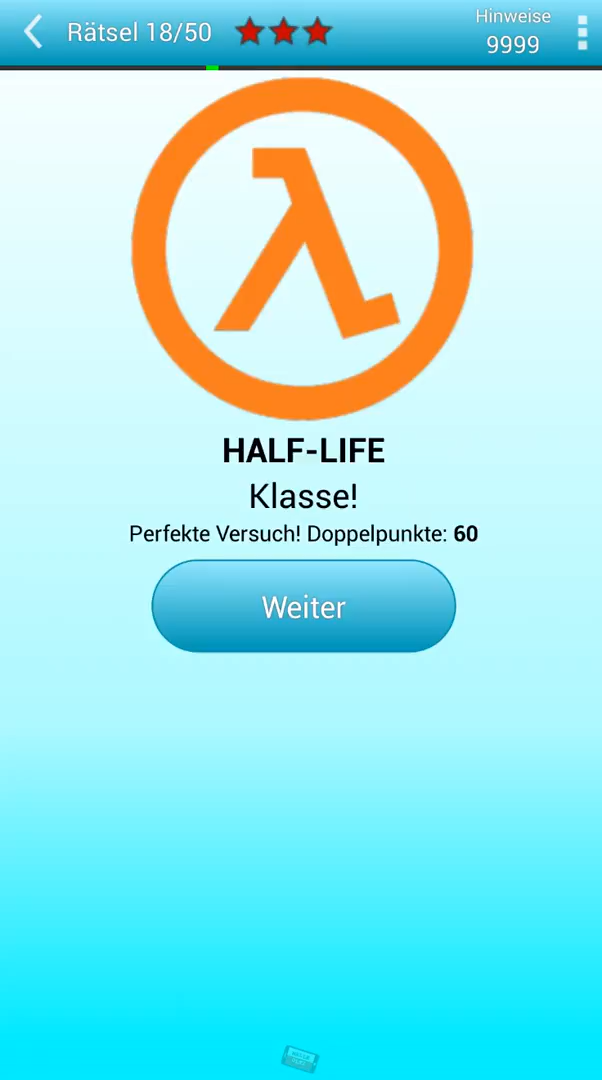 Rätsel 18/50
Hinweise
9999
λ
HALF-LIFE
Klasse!
Perfekte Versuch! Doppelpunkte: 60
Weiter